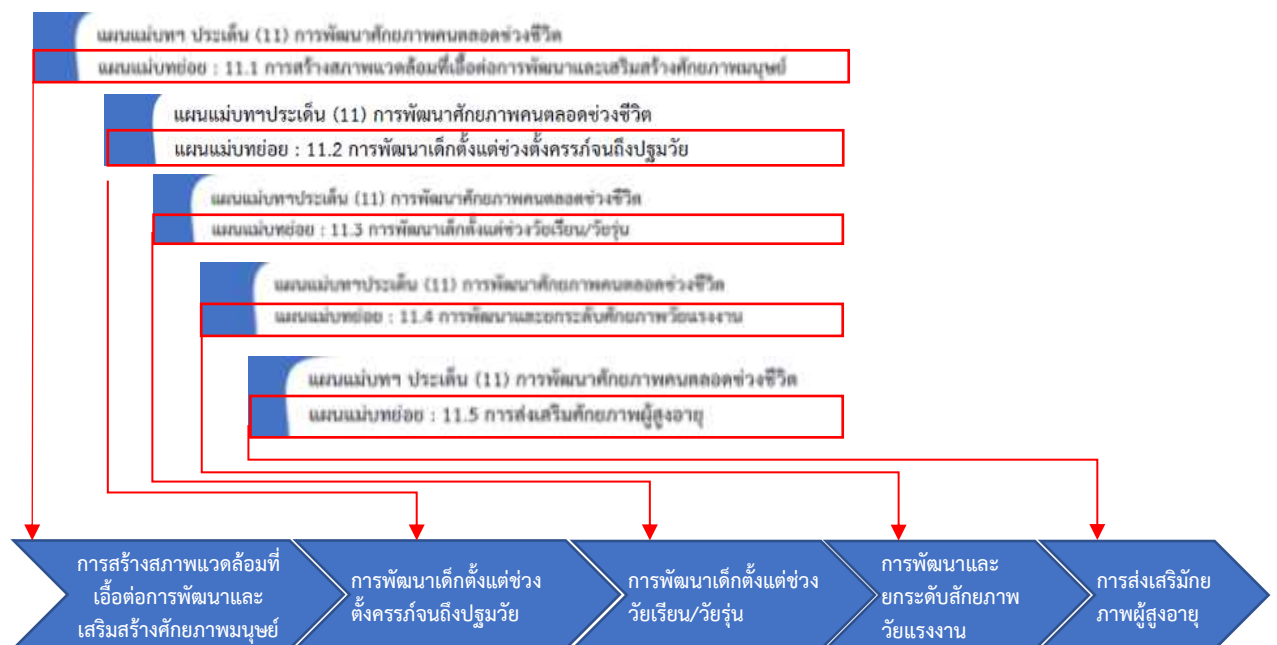 แผนแม่บทฯ ประเด็น (11) การพัฒนาศักยภาพคนตลอดช่วงชีวิต
แผนแม่บทย่อย : 11.1 การสร้างสภาพแวดล้อมที่เอื้อต่อการพัฒนาและเสริมสร้างศักยภาพมนุษย์
แผนแม่บทฯประเด็น (11) การพัฒนาศักยภาพคนตลอดช่วงชีวิต
แผนแม่บทย่อย : 11.2 การพัฒนาเด็กตั้งแต่ช่วงตั้งครรภ์จนถึงปฐมวัย
แผนแม่บทฯประเด็น (11) การพัฒนาศักยภาพคนตลอดช่วงชีวิต
แผนแม่บทย่อย : 11.3 การพัฒนาเด็กตั้งแต่ช่วงวัยเรียน/วัยรุ่น
แผนแม่บทฯประเด็น (11) การพัฒนาศักยภาพคนตลอดช่วงชีวิต
แผนแม่บทย่อย : 11.4 การพัฒนาและยกระดับศักยภาพวัยแรงงาน
แผนแม่บทฯ ประเด็น (11) การพัฒนาศักยภาพคนตลอดช่วงชีวิต
แผนแม่บทย่อย : 11.5 การส่งเสริมศักยภาพผู้สูงอายุ
การสร้างสภาพแวดล้อมที่
เอื้อต่อการพัฒนาและ
เสริมสร้างศักยภาพมนุษย์
การพัฒนาเด็กตั้งแต่ช่วง
ตั้งครรภ์จนถึงปฐมวัย
การพัฒนาเด็กตั้งแต่ช่วง
วัยเรียน/วัยรุ่น
การพัฒนาและ
ยกระดับสักยภาพ
วัยแรงงาน
การส่งเสริมักย
ภาพผู้สูงอายุ